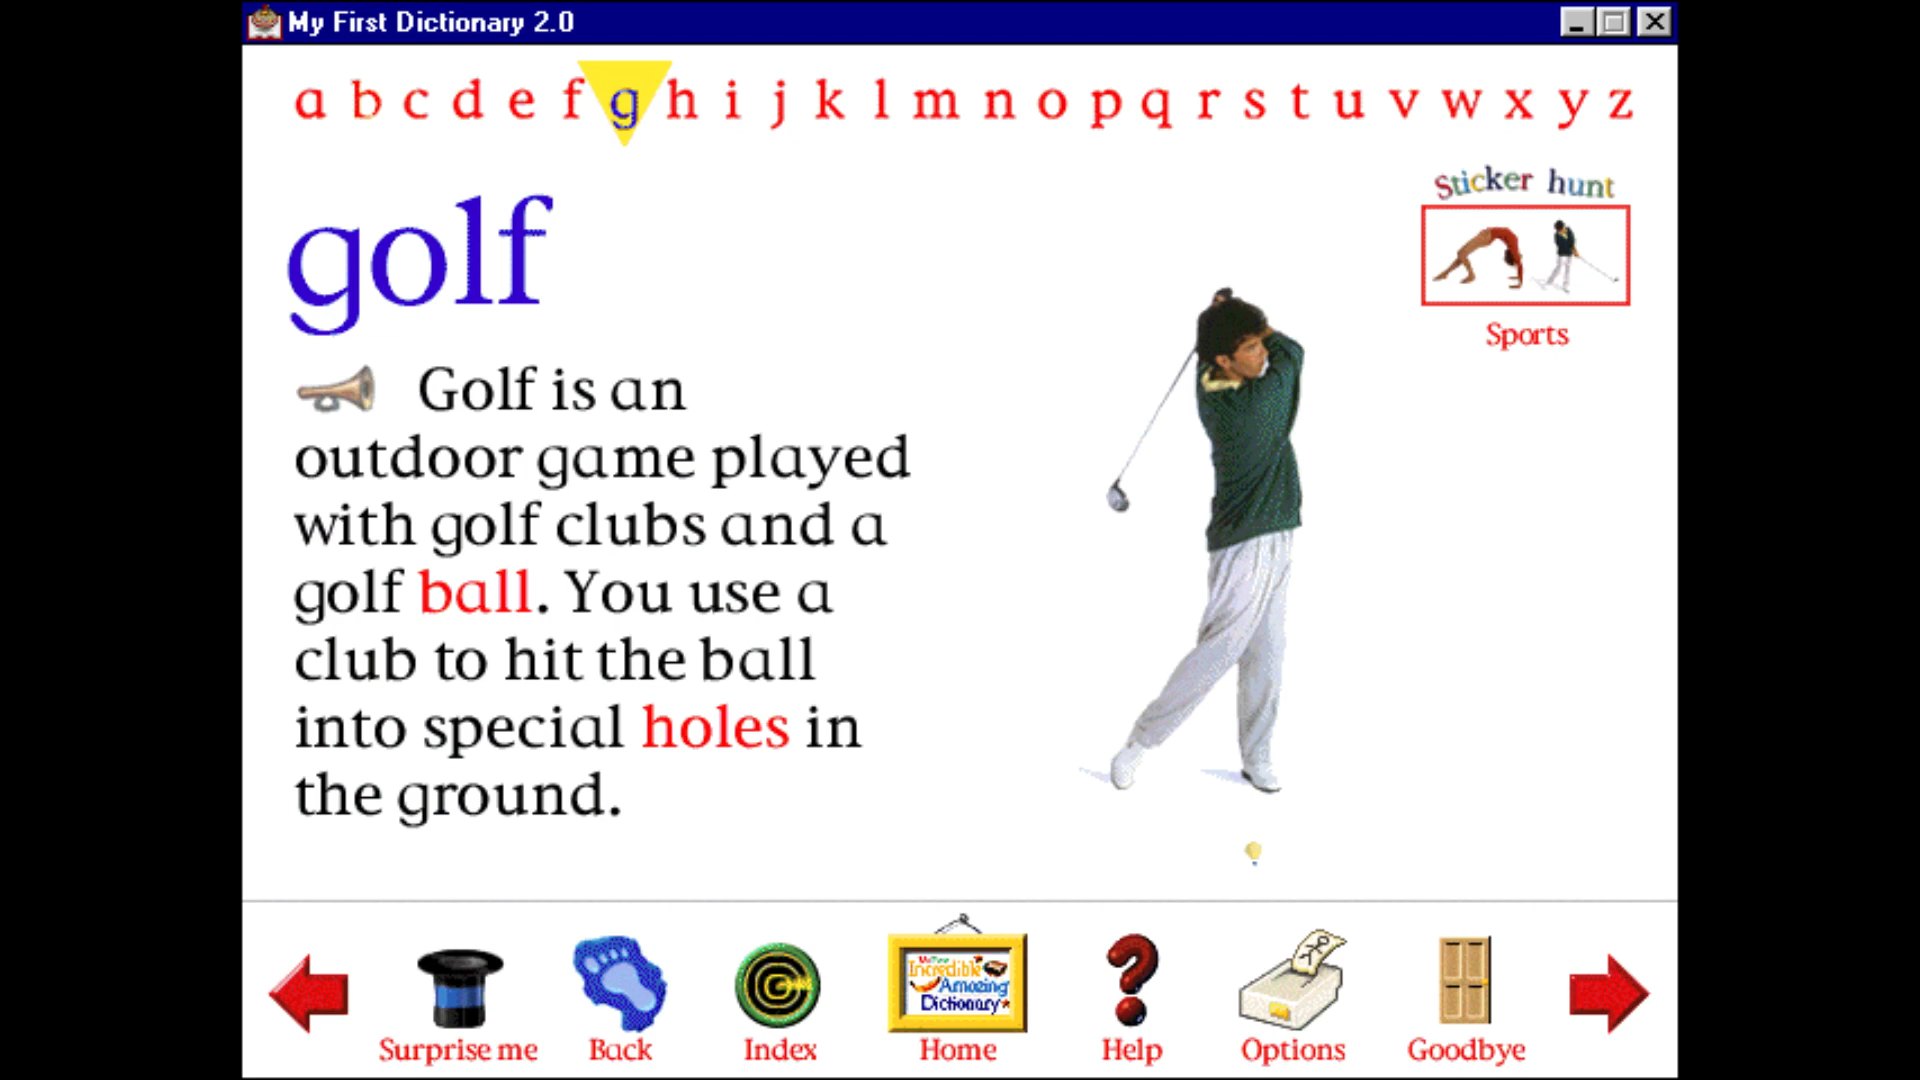 My First Dictionary 2.0
a b c d e f g h i j k l m n o p q r s t u v w x y z
Sticker hunt
Sports
golf
Golf is an
outdoor game played
with golf clubs and a
golf ball. You use a
club to hit the ball
into special holes in
the ground.
My First
Incredible
Amazing
Dictionary
Surprise me
Back
Index
Home
Help
Options
Goodbye